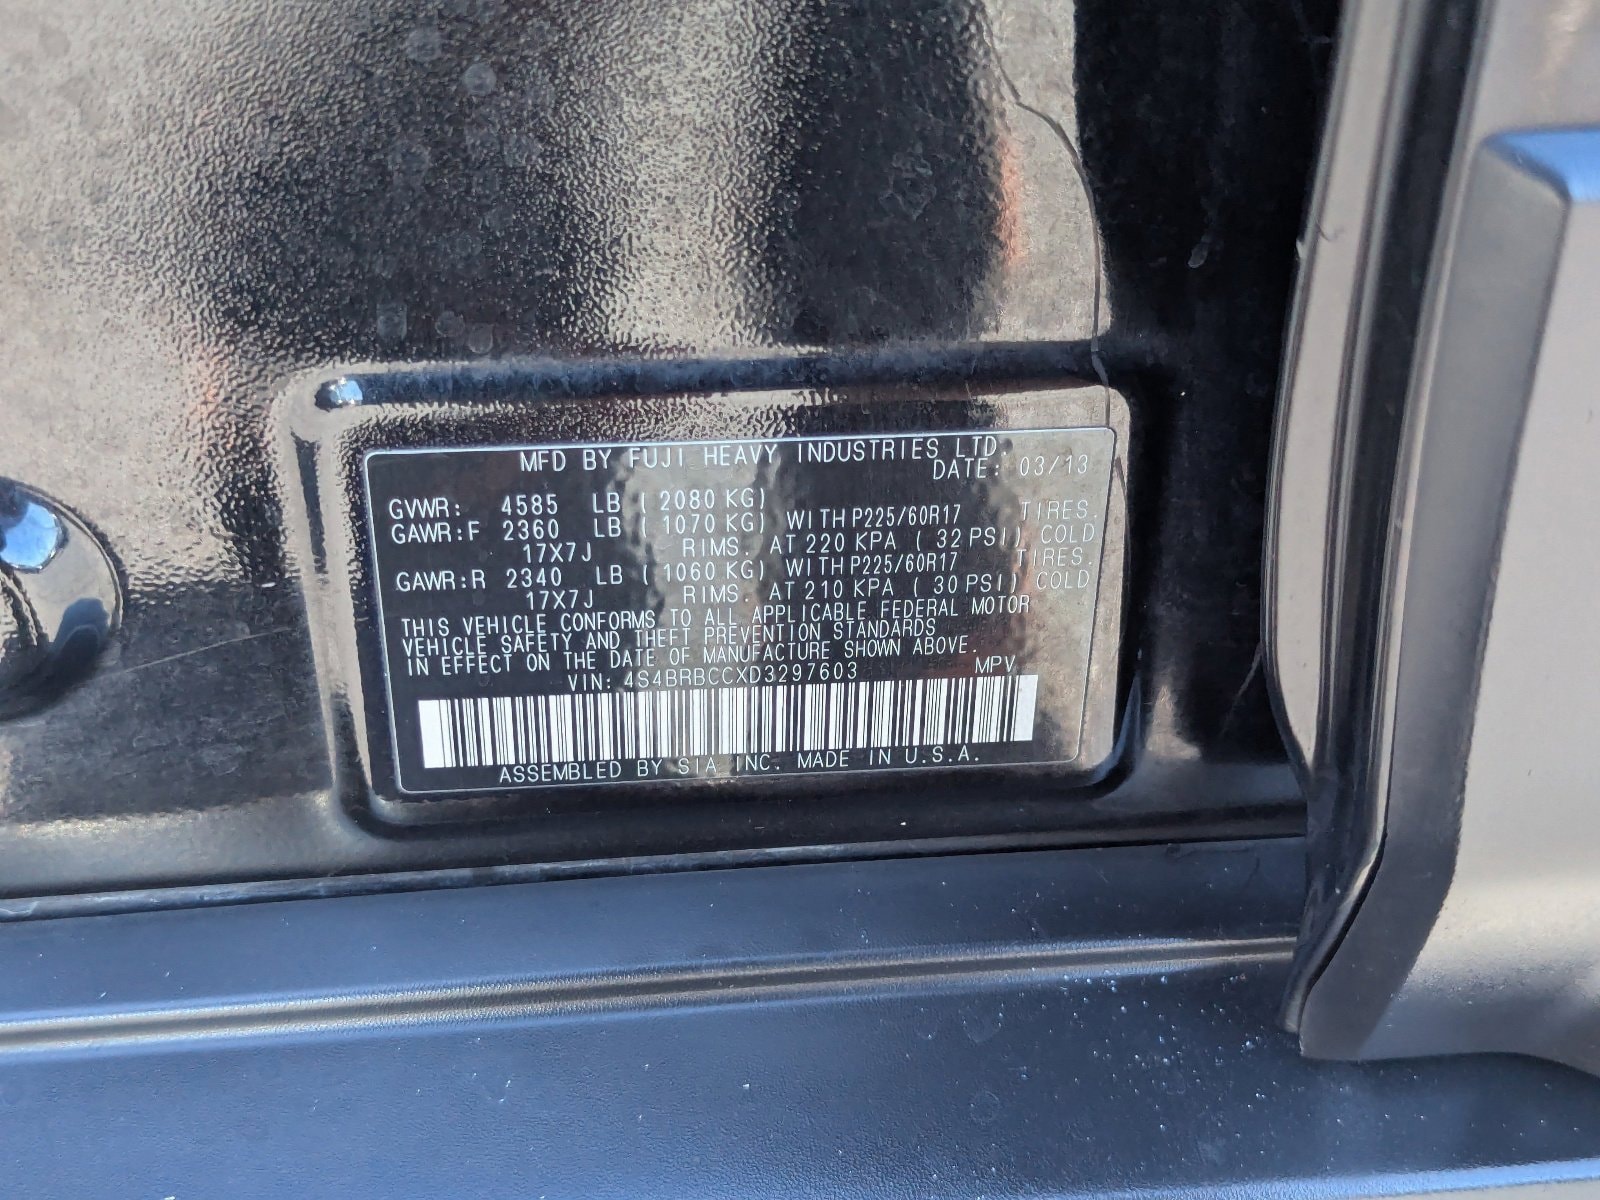 MFD BY FUJI HEAVY INDUSTRIES LTD.
DATE: 03/13
GVWR: 4585 LB ( 2080 KG)
GAWR:F 2360 LB ( 1070 KG) WITH P225/60R17 TIRES.
17X7J RIMS. AT 220 KPA ( 32 PSI) COLD
GAWR:R 2340 LB ( 1060 KG) WITH P225/60R17 TIRES.
17X7J RIMS. AT 210 KPA ( 30 PSI) COLD
THIS VEHICLE CONFORMS TO ALL APPLICABLE FEDERAL MOTOR
VEHICLE SAFETY AND THEFT PREVENTION STANDARDS
IN EFFECT ON THE DATE OF MANUFACTURE SHOWN ABOVE.
VIN: 4S4BRBCCXD3297603 MPV
ASSEMBLED BY SIA INC. MADE IN U.S.A.